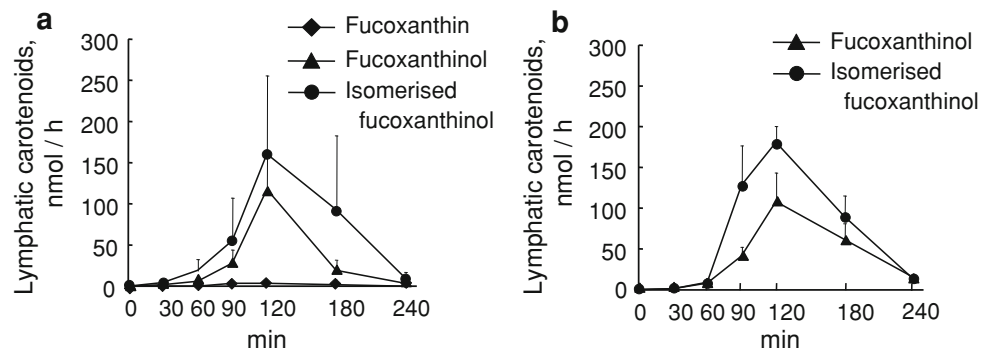 a
Fucoxanthin
Fucoxanthinol
Isomerised
fucoxanthinol
Lymphatic carotenoids,
nmol / h
300
250
200
150
100
50
0
0 30 60 90 120 180 240
min
b
Fucoxanthinol
Isomerised
fucoxanthinol
Lymphatic carotenoids,
nmol / h
300
250
200
150
100
50
0
0 30 60 90 120 180 240
min